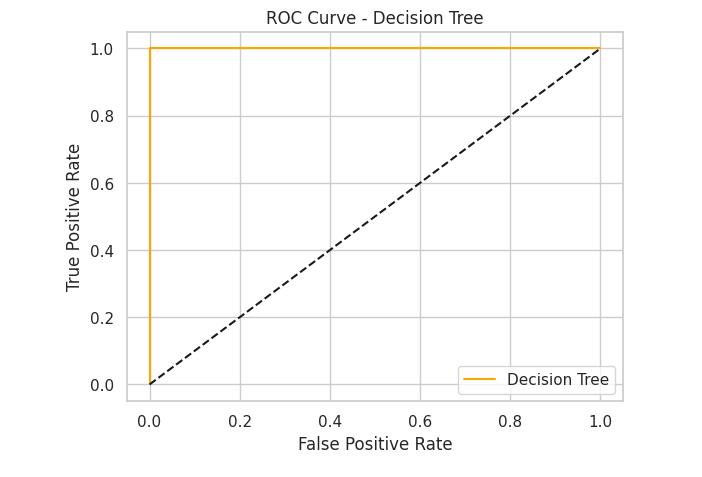 ROC Curve - Decision Tree
True Positive Rate
1.0
0.8
0.6
0.4
0.2
0.0
Decision Tree
0.0 0.2 0.4 0.6 0.8 1.0
False Positive Rate